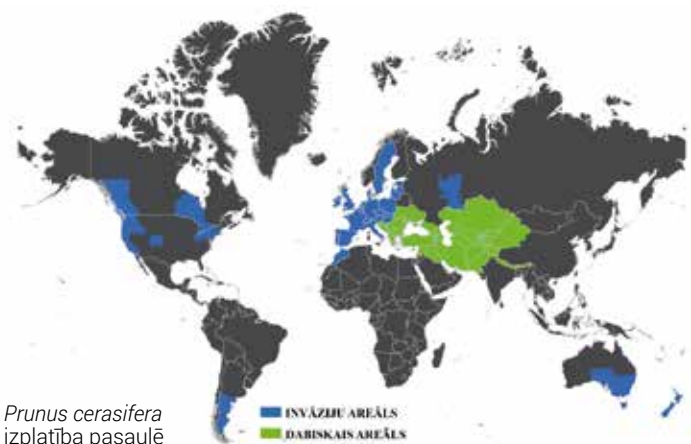 Prunus cerasifera
izplatība pasaulē
INVĀZIJU AREĀLS
DABISKAIS AREĀLS